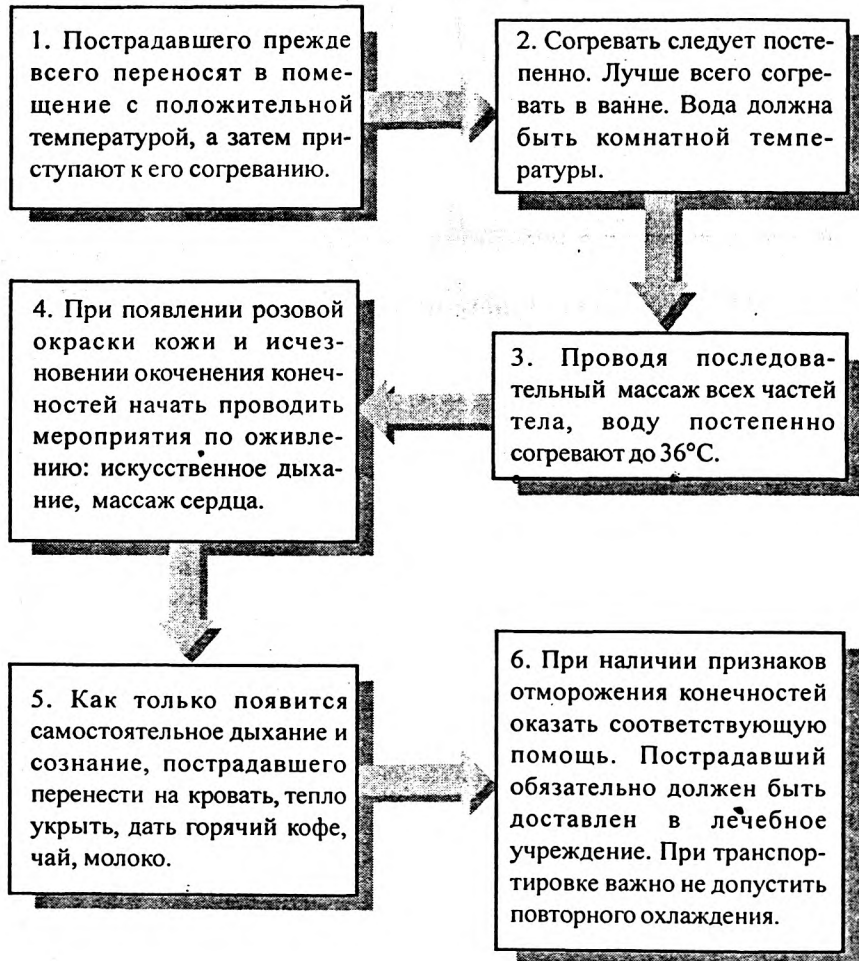 1. Пострадавшего прежде
всего переносят в поме-
щение с положительной
температурой, а затем при-
ступают к его согреванию.
2. Согревать следует посте-
пенно. Лучше всего согре-
вать в ванне. Вода должна
быть комнатной темпе-
ратуры.
3. Проводя последова-
тельный массаж всех частей
тела, воду постепенно
согревают до 36°С.
4. При появлении розовой
окраски кожи и исчез-
новении окоченения конеч-
ностей начать проводить
мероприятия по оживле-
нию: искусственное дыха-
ние, массаж сердца.
5. Как только появится
самостоятельное дыхание и
сознание, пострадавшего
перенести на кровать, тепло
укрыть, дать горячий кофе,
чай, молоко.
6. При наличии признаков
отморожения конечностей
оказать соответствующую
помощь. Пострадавший
обязательно должен быть
доставлен в лечебное
учреждение. При транспор-
тировке важно не допустить
повторного охлаждения.